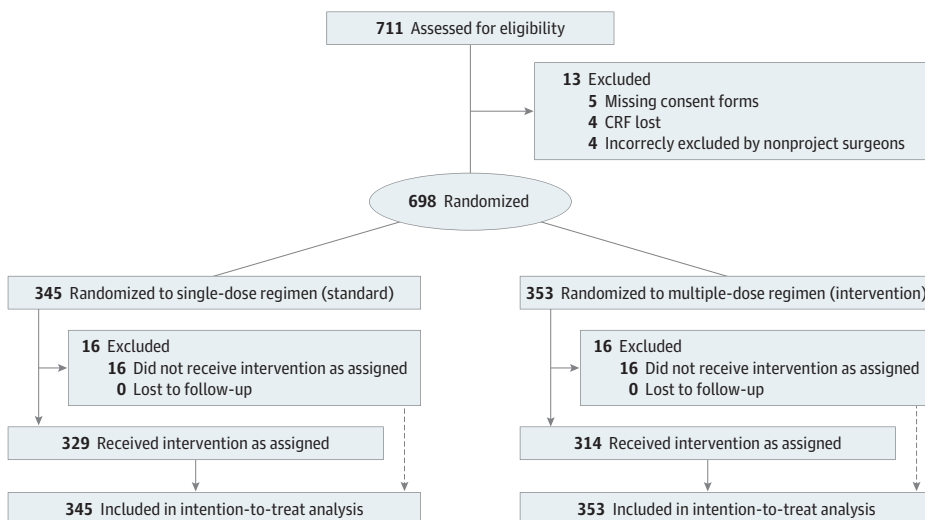 711 Assessed for eligibility
13 Excluded
5 Missing consent forms
4 CRF lost
4 Incorrecly excluded by nonproject surgeons
698 Randomized
345 Randomized to single-dose regimen (standard)
353 Randomized to multiple-dose regimen (intervention)
16 Excluded
16 Did not receive intervention as assigned
0 Lost to follow-up
16 Excluded
16 Did not receive intervention as assigned
0 Lost to follow-up
329 Received intervention as assigned
314 Received intervention as assigned
345 Included in intention-to-treat analysis
353 Included in intention-to-treat analysis